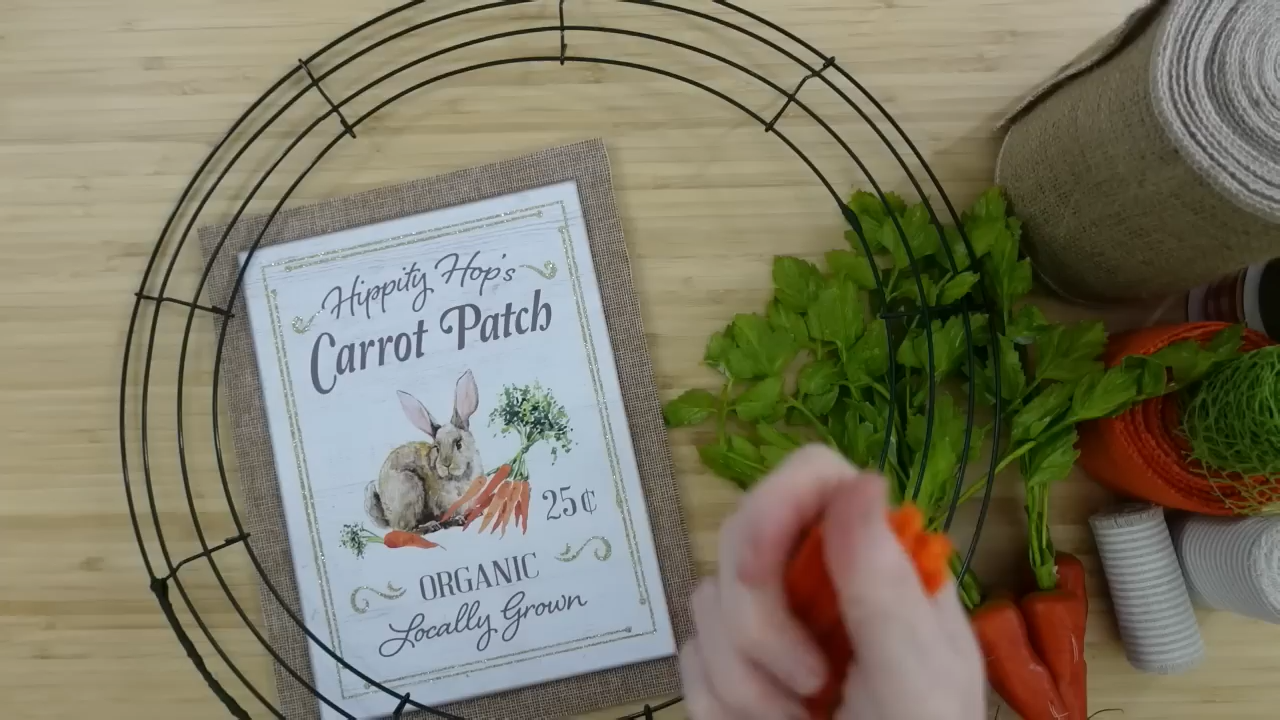 Hippity Hop's
Carrot Patch
25¢
ORGANIC
Locally Grown